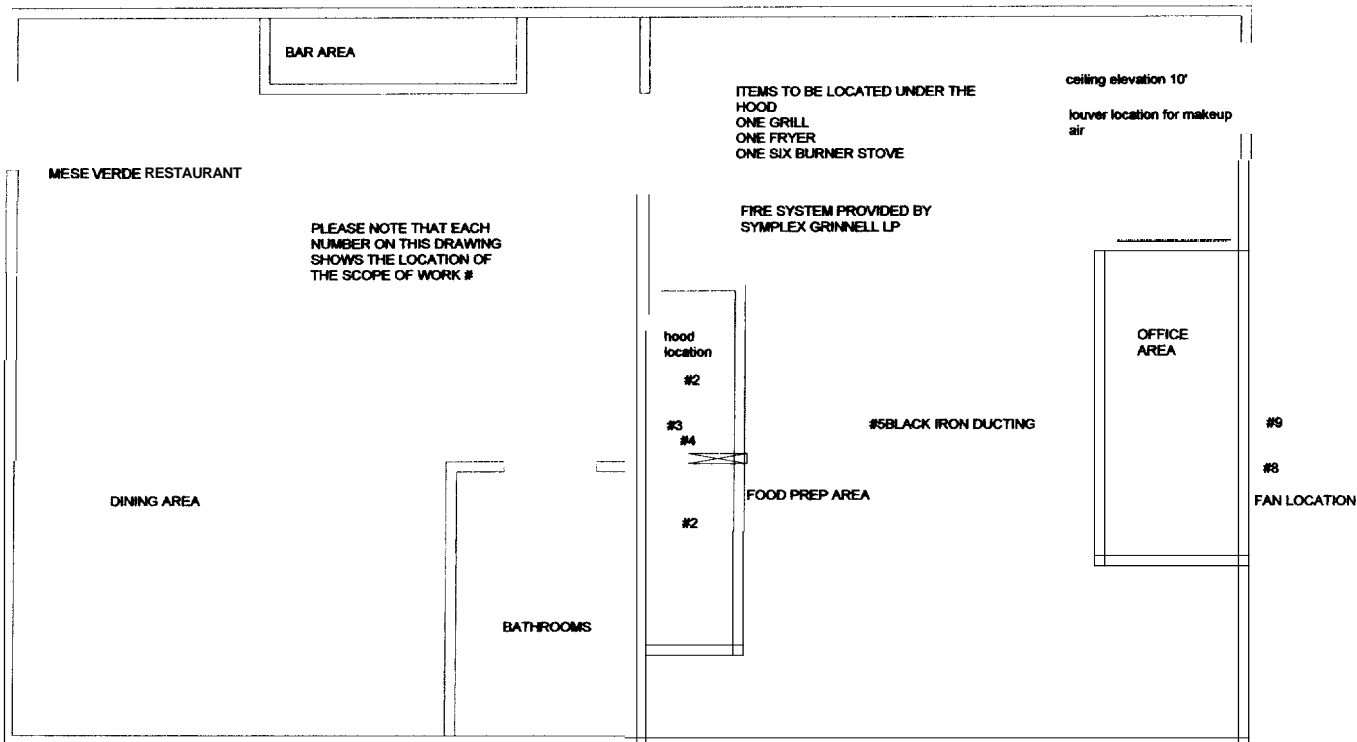 BAR AREA
MESE VERDE RESTAURANT
PLEASE NOTE THAT EACH
NUMBER ON THIS DRAWING
SHOWS THE LOCATION OF
THE SCOPE OF WORK #
ITEMS TO BE LOCATED UNDER THE
HOOD
ONE GRILL
ONE FRYER
ONE SIX BURNER STOVE
ceiling elevation 10'
louver location for makeup
air
FIRE SYSTEM PROVIDED BY
SYMPLEX GRINNELL LP
hood
location
#2
#3
#4
#2
#5BLACK IRON DUCTING
OFFICE
AREA
#9
#8
FAN LOCATION
FOOD PREP AREA
DINING AREA
BATHROOMS